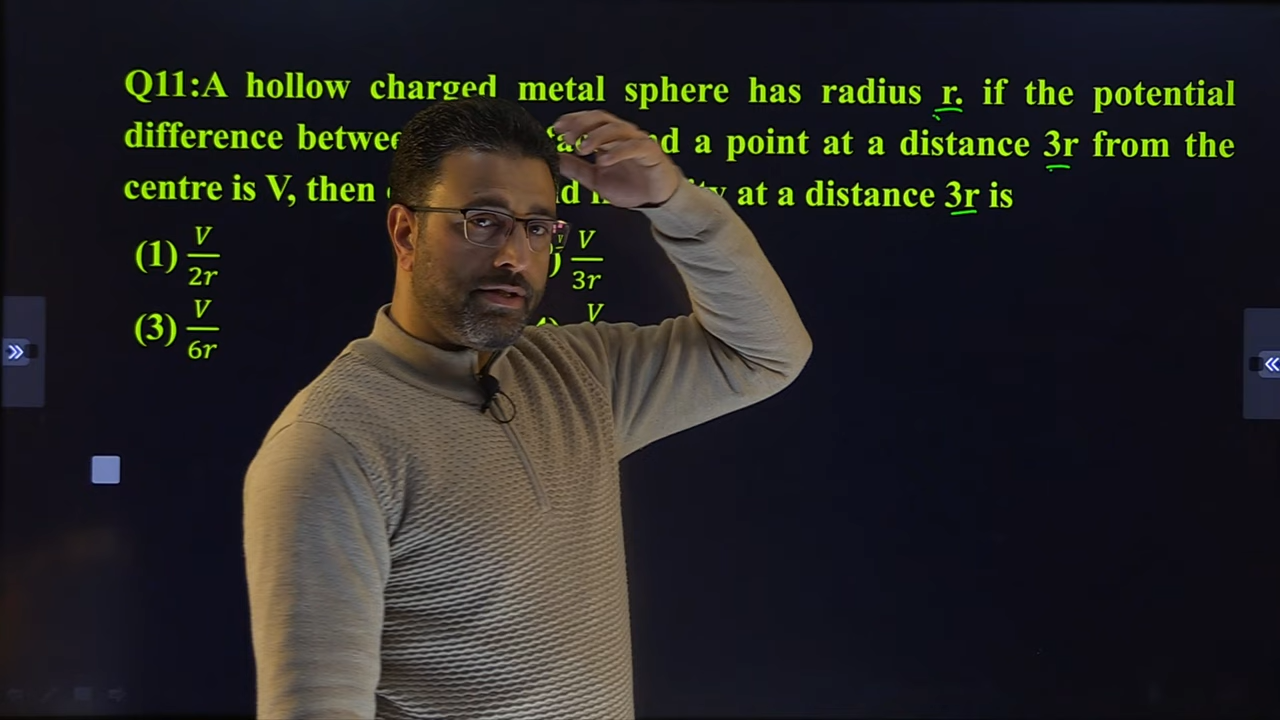 Q11:A hollow charged metal sphere has radius r. if the potential
difference a point at a distance 3r from the
centre is V, then at a distance 3r is
(1) V/2r V/3r
(3) V/6r V